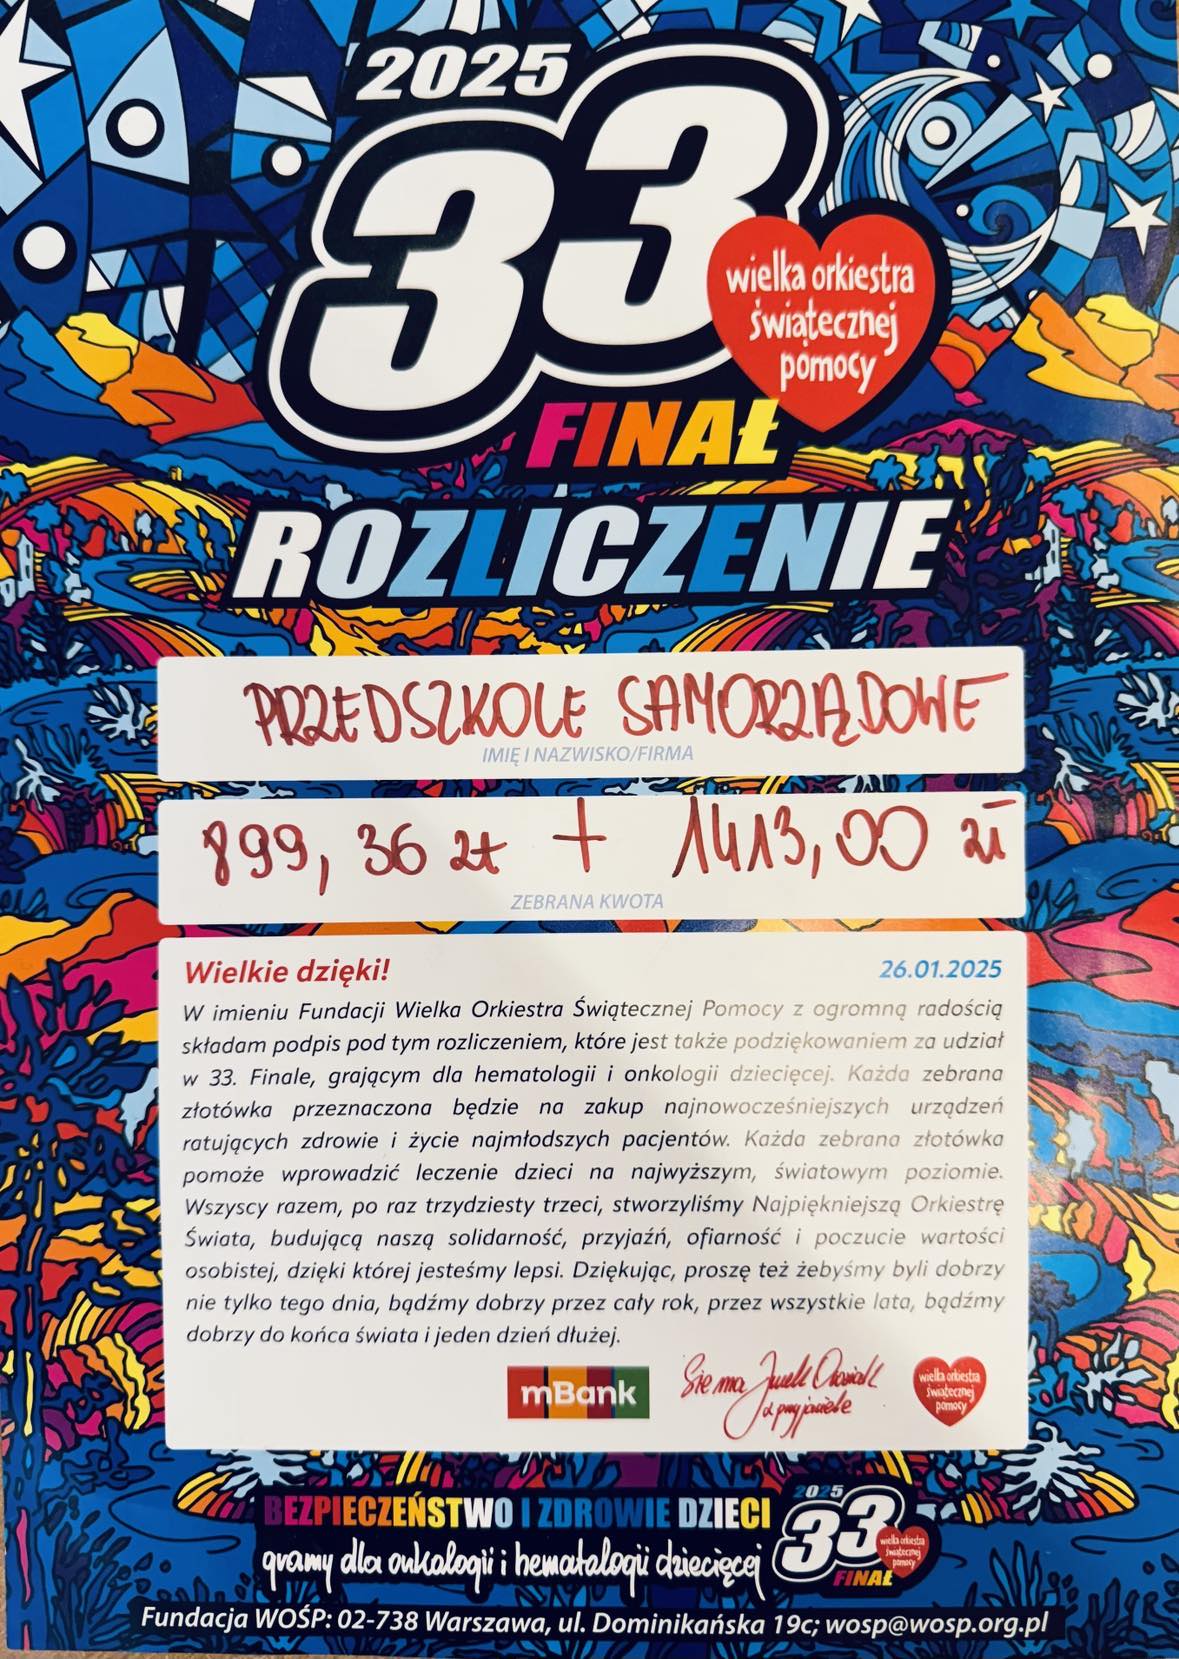 2025
33
wielka orkiestra
świątecznej
pomocy
FINAŁ
ROZLICZENIE
PRZEDSZKOLE SAMORZĄDOWE
IMIĘ I NAZWISKO/FIRMA
899,36 zł + 1413,00 zł
ZEBRANA KWOTA
Wielkie dzięki! 26.01.2025
W imieniu Fundacji Wielka Orkiestra Świątecznej Pomocy z ogromną radością
składam podpis pod tym rozliczeniem, które jest także podziękowaniem za udział
w 33. Finale, grającym dla hematologii i onkologii dziecięcej. Każda zebrana
złotówka przeznaczona będzie na zakup najnowocześniejszych urządzeń
ratujących zdrowie i życie najmłodszych pacjentów. Każda zebrana złotówka
pomoże wprowadzić leczenie dzieci na najwyższym, światowym poziomie.
Wszyscy razem, po raz trzydziesty trzeci, stworzyliśmy Najpiękniejszą Orkiestrę
Świata, budującą naszą solidarność, przyjaźń, ofiarność i poczucie wartości
osobistej, dzięki której jesteśmy lepsi. Dziękując, proszę też żebyśmy byli dobrzy
nie tylko tego dnia, bądźmy dobrzy przez cały rok, przez wszystkie lata, bądźmy
dobrzy do końca świata i jeden dzień dłużej.
mBank
Sie ma Jurek Owsiak
z przyjaciele
wielka orkiestra
świątecznej
pomocy
BEZPIECZEŃSTWO I ZDROWIE DZIECI
gramy dla onkologii i hematologii dziecięcej
2025
33
wielka orkiestra
świątecznej
pomocy
FINAŁ
Fundacja WOŚP: 02-738 Warszawa, ul. Dominikańska 19c; wosp@wosp.org.pl